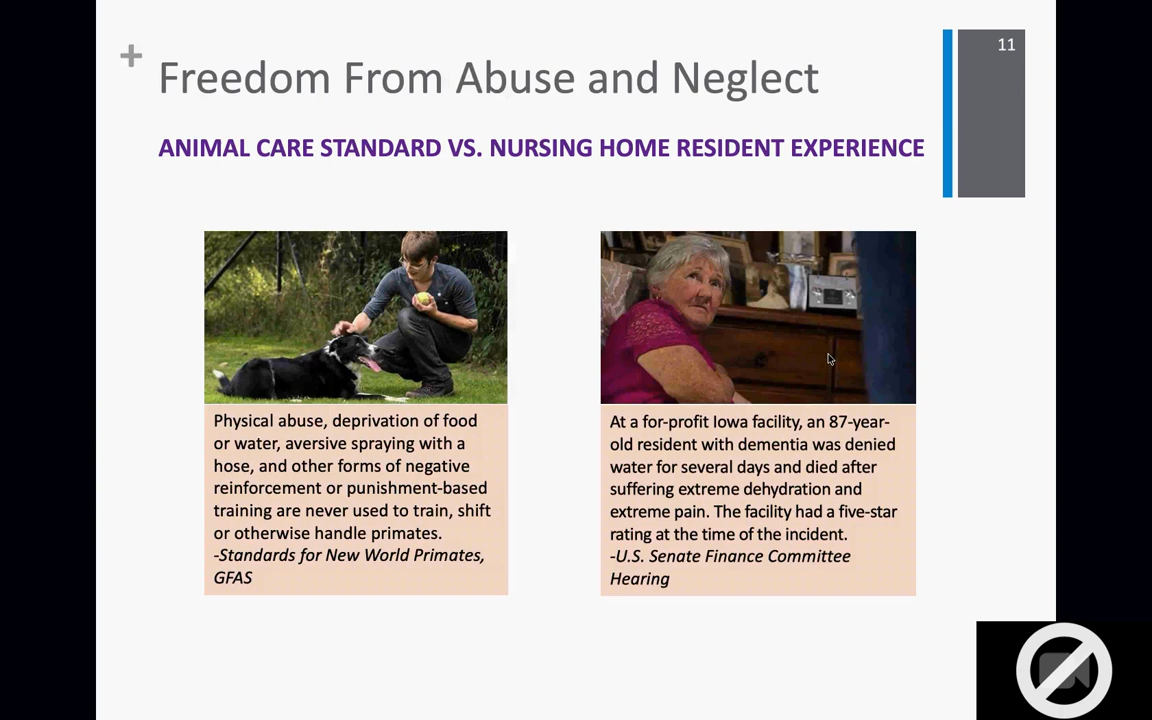 11
+
Freedom From Abuse and Neglect
ANIMAL CARE STANDARD VS. NURSING HOME RESIDENT EXPERIENCE
Physical abuse, deprivation of food
or water, aversive spraying with a
hose, and other forms of negative
reinforcement or punishment-based
training are never used to train, shift
or otherwise handle primates.
-Standards for New World Primates,
GFAS
At a for-profit Iowa facility, an 87-year-
old resident with dementia was denied
water for several days and died after
suffering extreme dehydration and
extreme pain. The facility had a five-star
rating at the time of the incident.
-U.S. Senate Finance Committee
Hearing